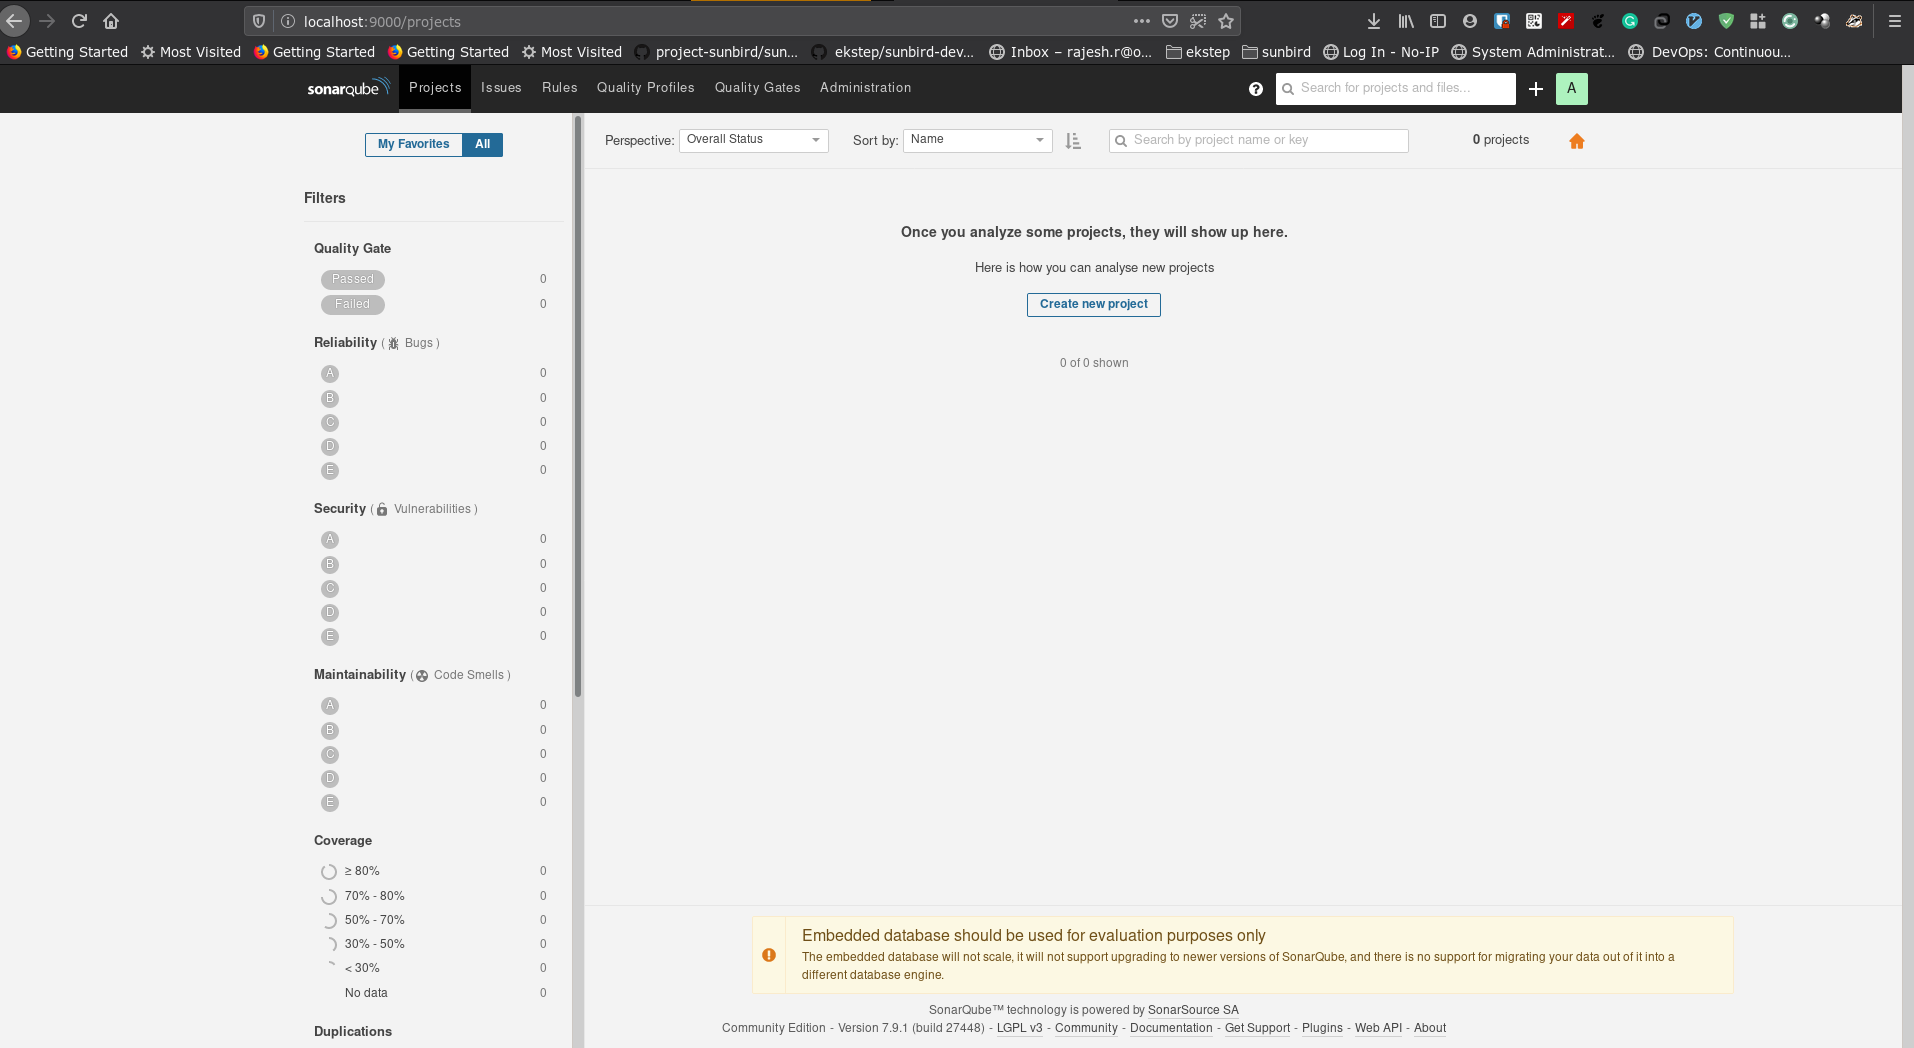 localhost:9000/projects
Getting Started Most Visited Getting Started Getting Started Most Visited project-sunbird/sun... ekstep/sunbird-dev... Inbox – rajesh.r@o... ekstep sunbird Log In - No-IP System Administrat... DevOps: Continuou...
sonarqube Projects Issues Rules Quality Profiles Quality Gates Administration Search for projects and files... A
My Favorites All
Perspective: Overall Status Sort by: Name Search by project name or key 0 projects
Filters
Quality Gate
Passed 0
Failed 0
Reliability ( Bugs )
A 0
B 0
C 0
D 0
E 0
Security ( Vulnerabilities )
A 0
B 0
C 0
D 0
E 0
Maintainability ( Code Smells )
A 0
B 0
C 0
D 0
E 0
Coverage
≥ 80% 0
70% - 80% 0
50% - 70% 0
30% - 50% 0
< 30% 0
No data 0
Duplications
Once you analyze some projects, they will show up here.
Here is how you can analyse new projects
Create new project
0 of 0 shown
Embedded database should be used for evaluation purposes only
The embedded database will not scale, it will not support upgrading to newer versions of SonarQube, and there is no support for migrating your data out of it into a
different database engine.
SonarQube™ technology is powered by SonarSource SA
Community Edition - Version 7.9.1 (build 27448) - LGPL v3 - Community - Documentation - Get Support - Plugins - Web API - About